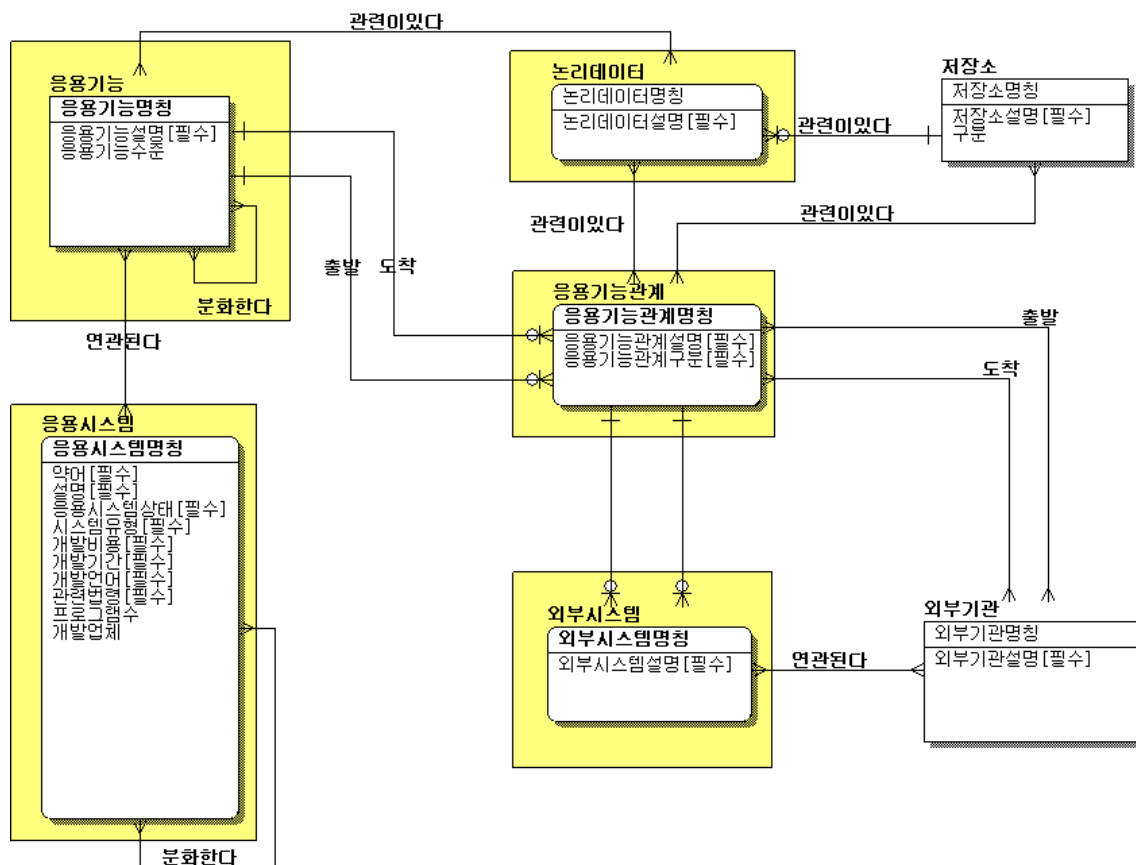 관련이있다
응용기능
응용기능명칭
응용기능설명[필수]
응용기능수준
분화한다
논리데이터
논리데이터명칭
논리데이터설명[필수]
관련이있다
저장소
저장소명칭
저장소설명[필수]
구분
관련이있다
관련이있다
출발
도착
연관된다
응용기능관계
응용기능관계명칭
응용기능관계설명[필수]
응용기능관계구분[필수]
출발
도착
응용시스템
응용시스템명칭
약어[필수]
설명[필수]
응용시스템상태[필수]
시스템유형[필수]
개발비용[필수]
개발기간[필수]
개발언어[필수]
관련법령[필수]
프로그램수
개발업체
분화한다
외부시스템
외부시스템명칭
외부시스템설명[필수]
연관된다
외부기관
외부기관명칭
외부기관설명[필수]